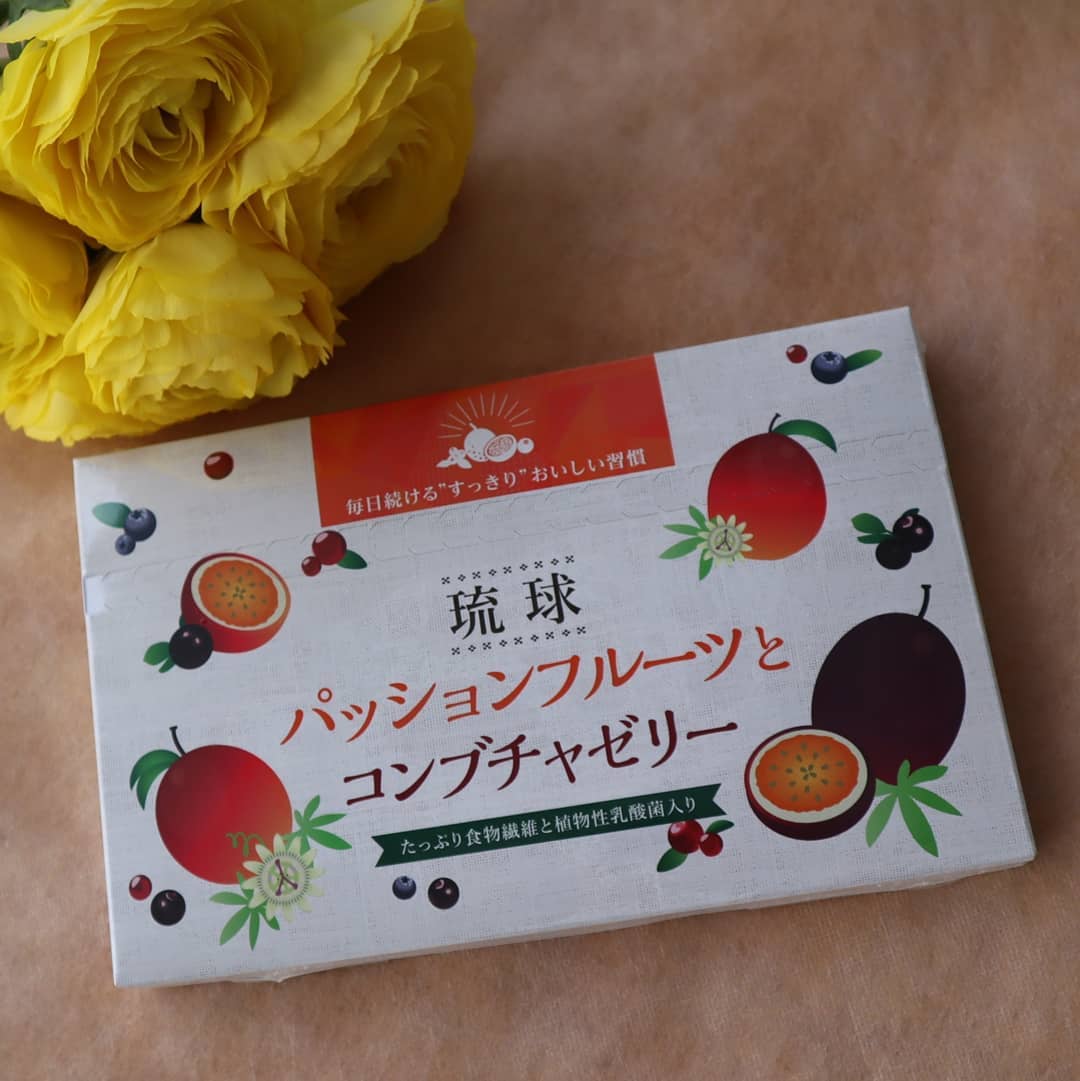 毎日続ける"すっきり"おいしい習慣
琉球
パッションフルーツと
コンブチャゼリー
たっぷり食物繊維と植物性乳酸菌入り